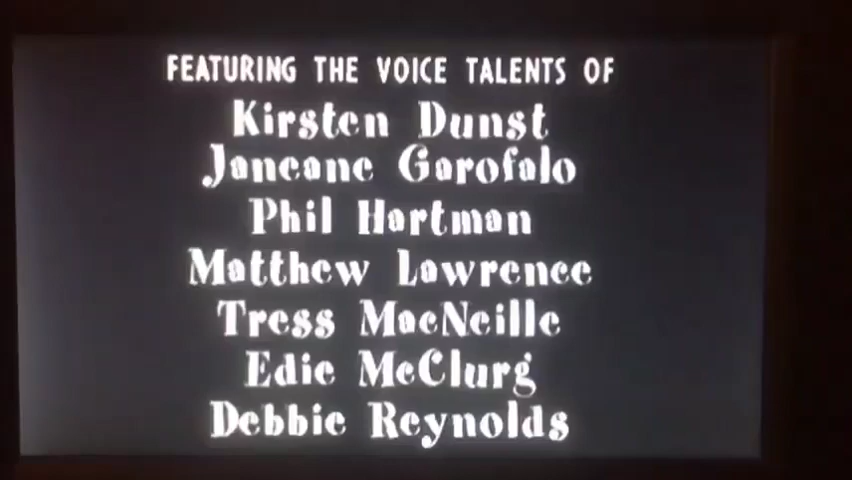 FEATURING THE VOICE TALENTS OF
Kirsten Dunst
Janeane Garofalo
Phil Hartman
Matthew Lawrence
Tress MacNeille
Edie McClurg
Debbie Reynolds